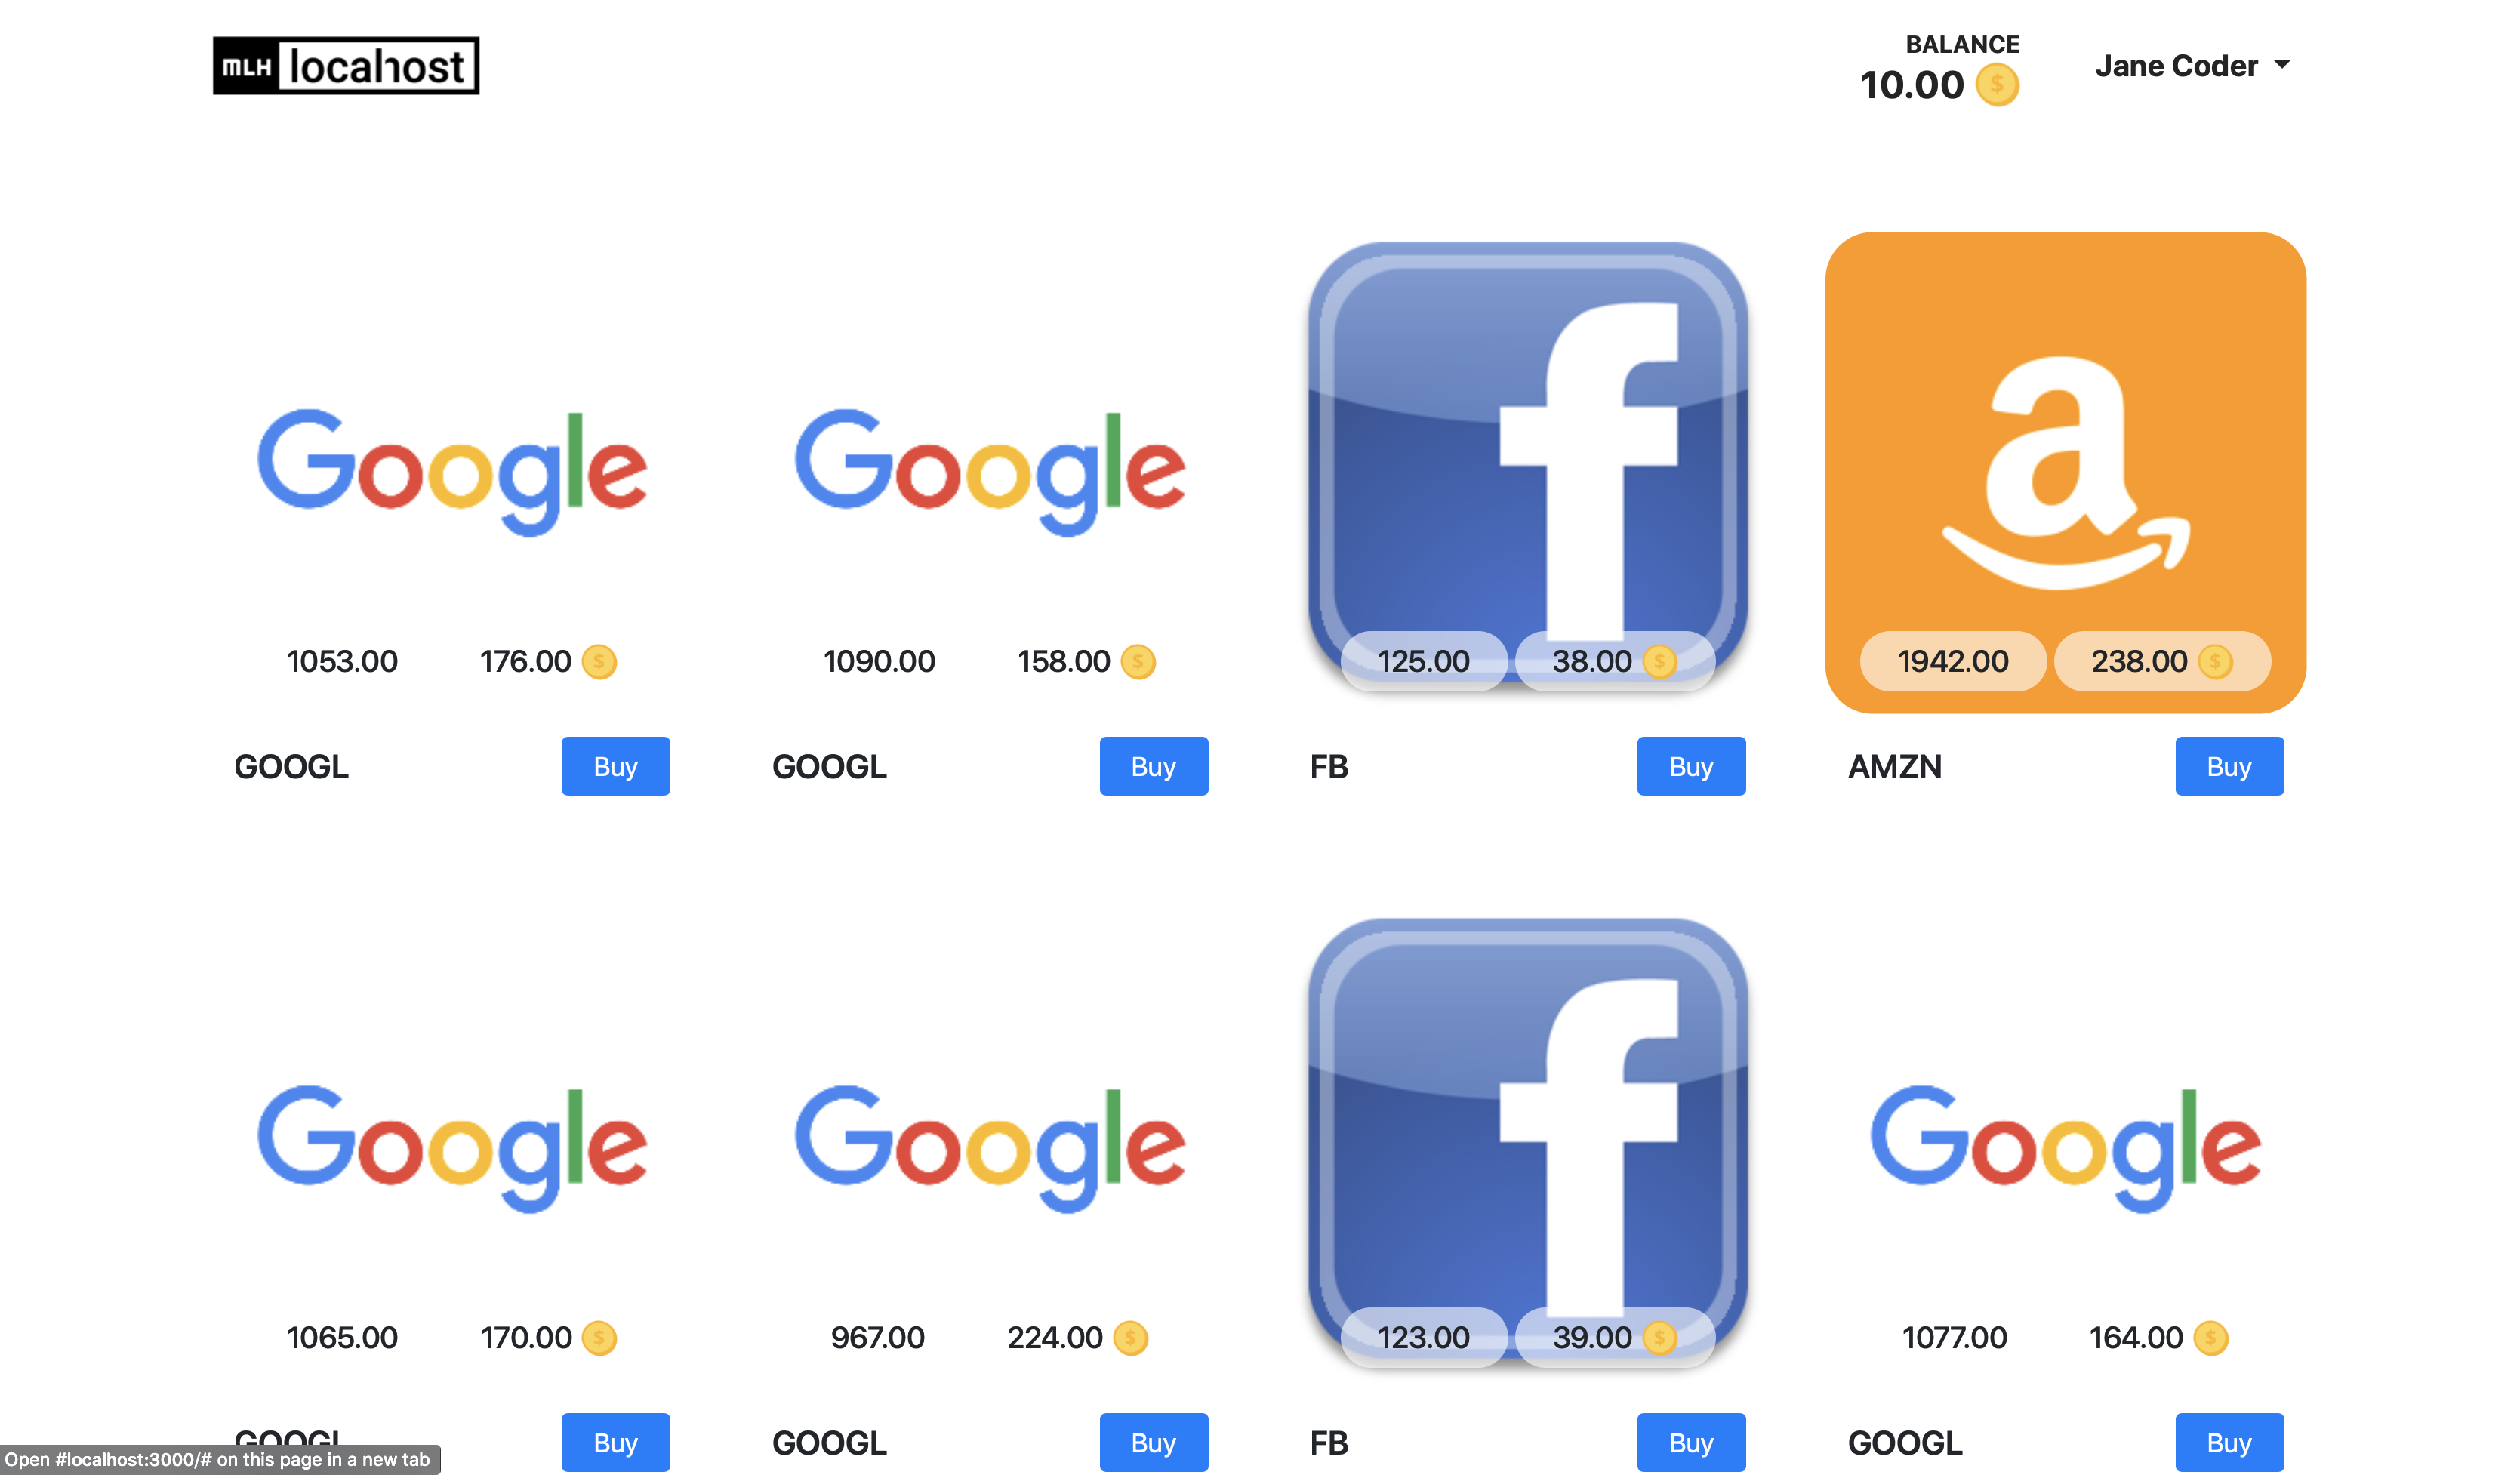 MLH locahost
BALANCE
10.00
Jane Coder
Google
Google
f
a
1053.00 176.00
1090.00 158.00
125.00 38.00
1942.00 238.00
GOOGL Buy
GOOGL Buy
FB Buy
AMZN Buy
Google
Google
f
Google
1065.00 170.00
967.00 224.00
123.00 39.00
1077.00 164.00
GOOGL Buy
GOOGL Buy
FB Buy
GOOGL Buy
Open #localhost:3000/# on this page in a new tab